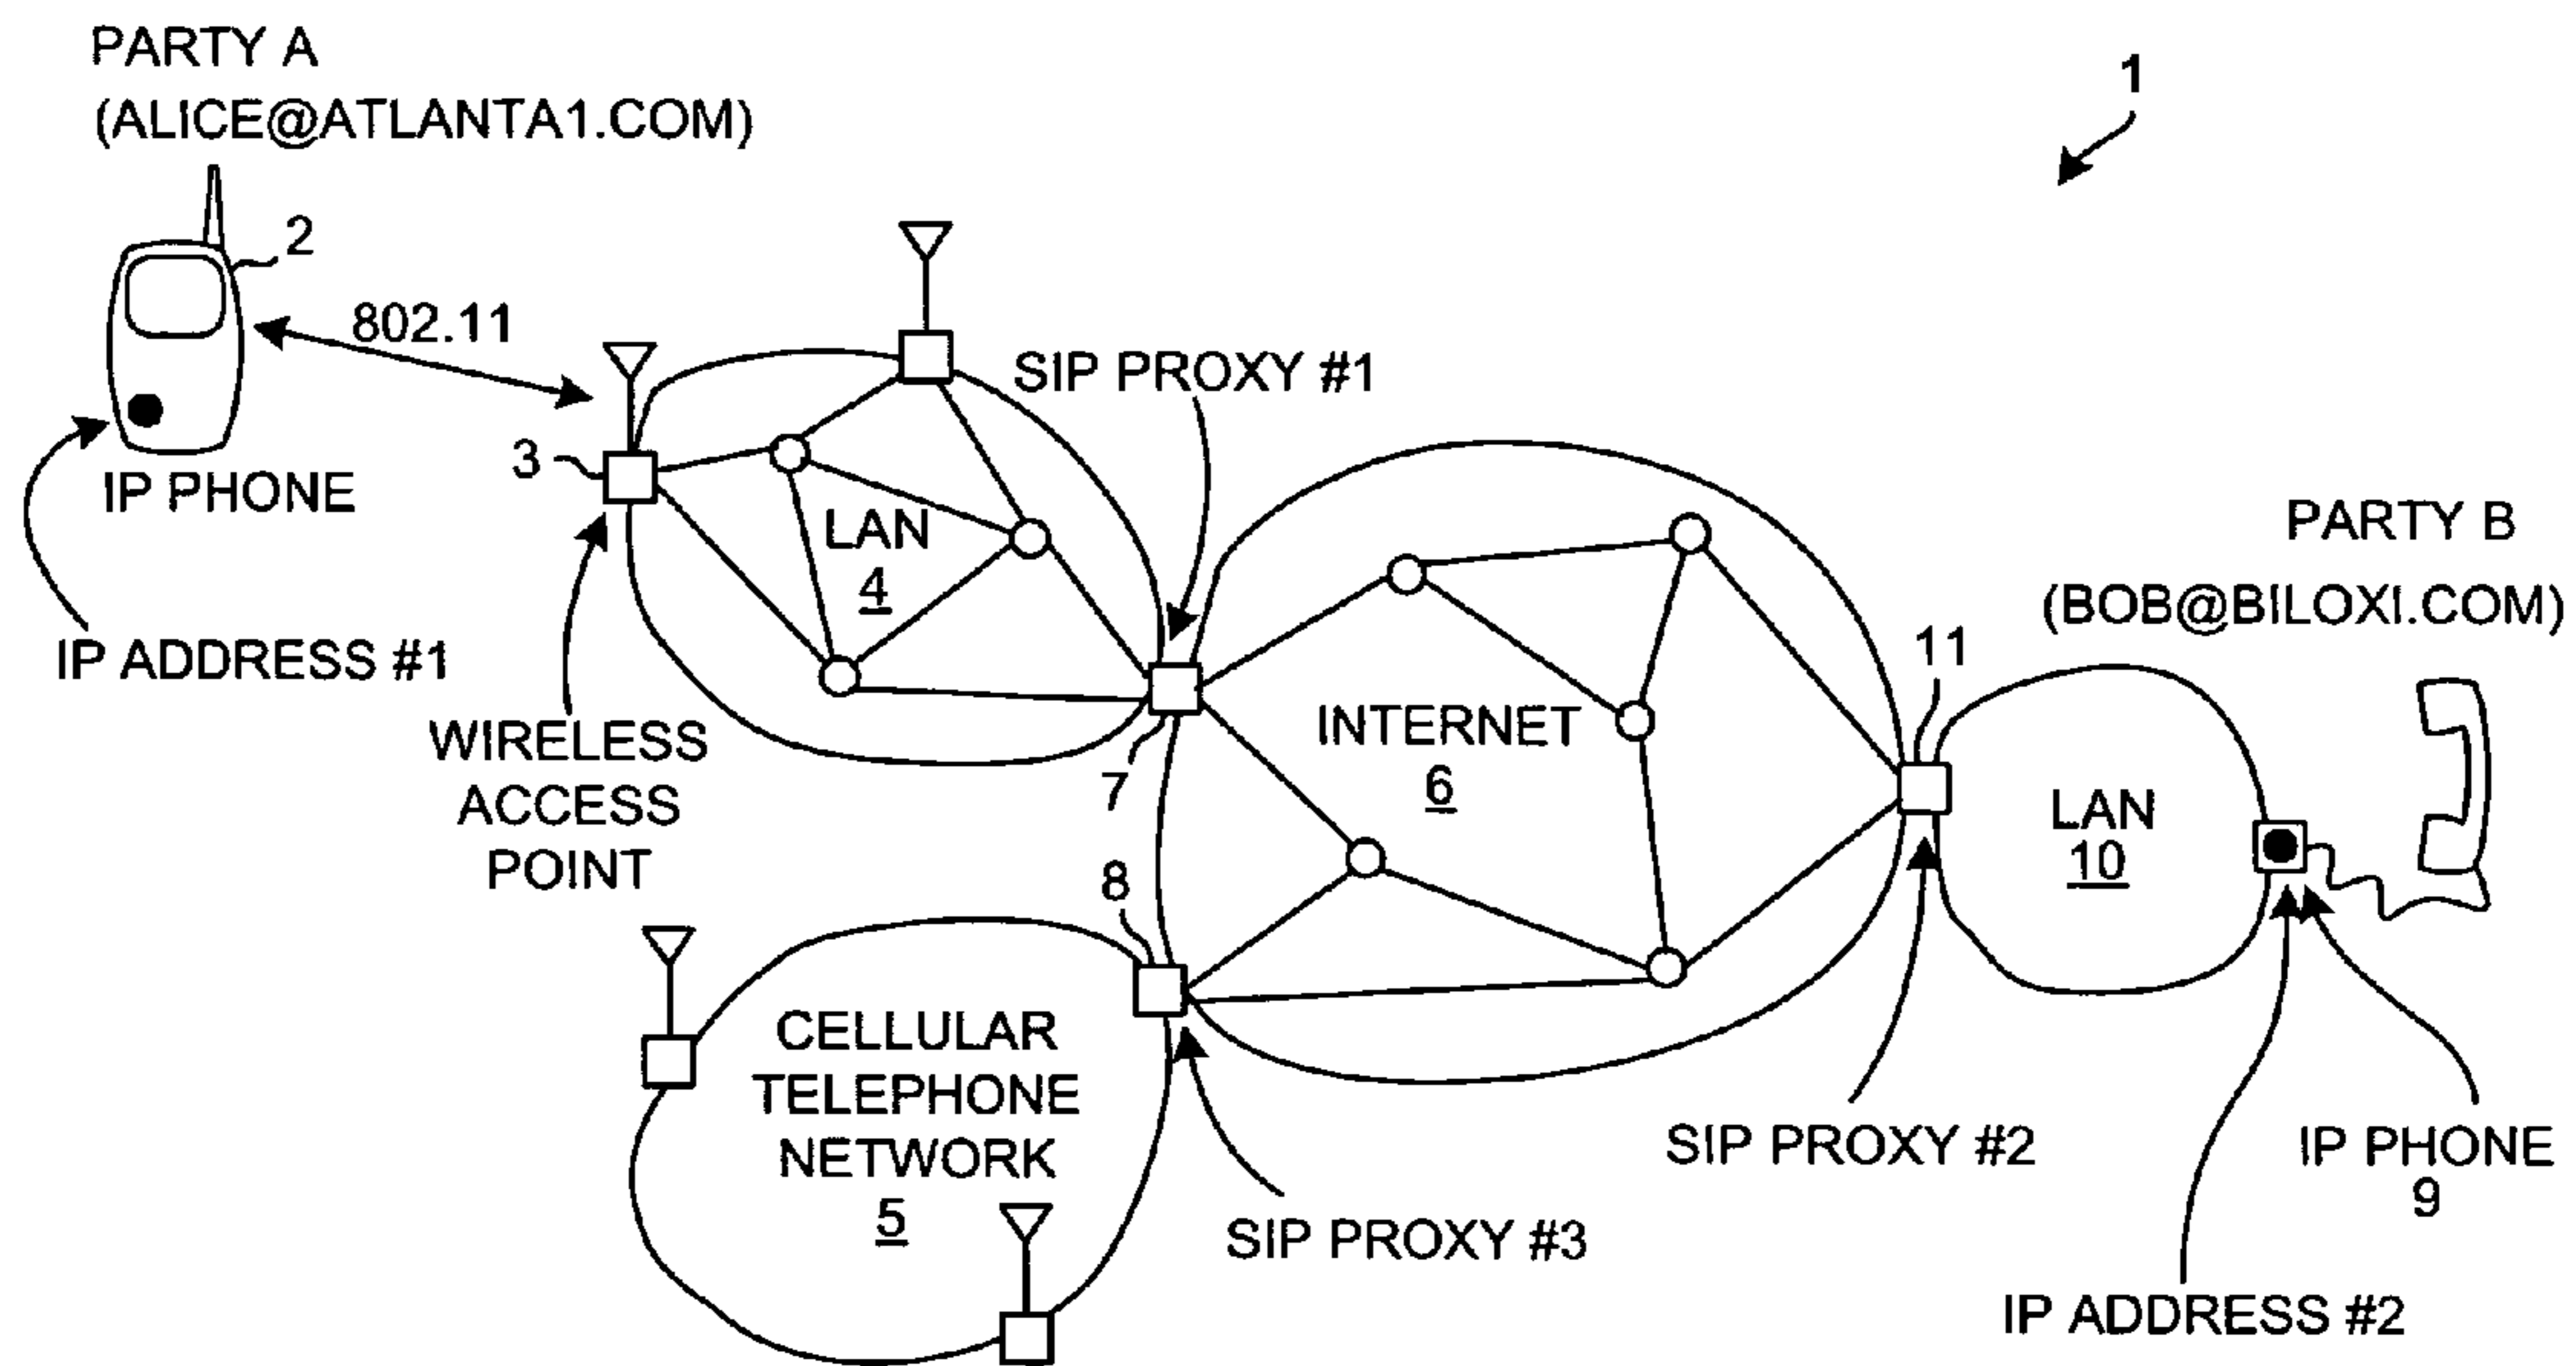 PARTY A
(ALICE@ATLANTA1.COM)
1
2
802.11
SIP PROXY #1
3
IP PHONE
LAN
4
PARTY B
(BOB@BILOXI.COM)
IP ADDRESS #1
11
WIRELESS
ACCESS
POINT
7
INTERNET
6
LAN
10
8
CELLULAR
TELEPHONE
NETWORK
5
SIP PROXY #3
SIP PROXY #2
IP PHONE
9
IP ADDRESS #2